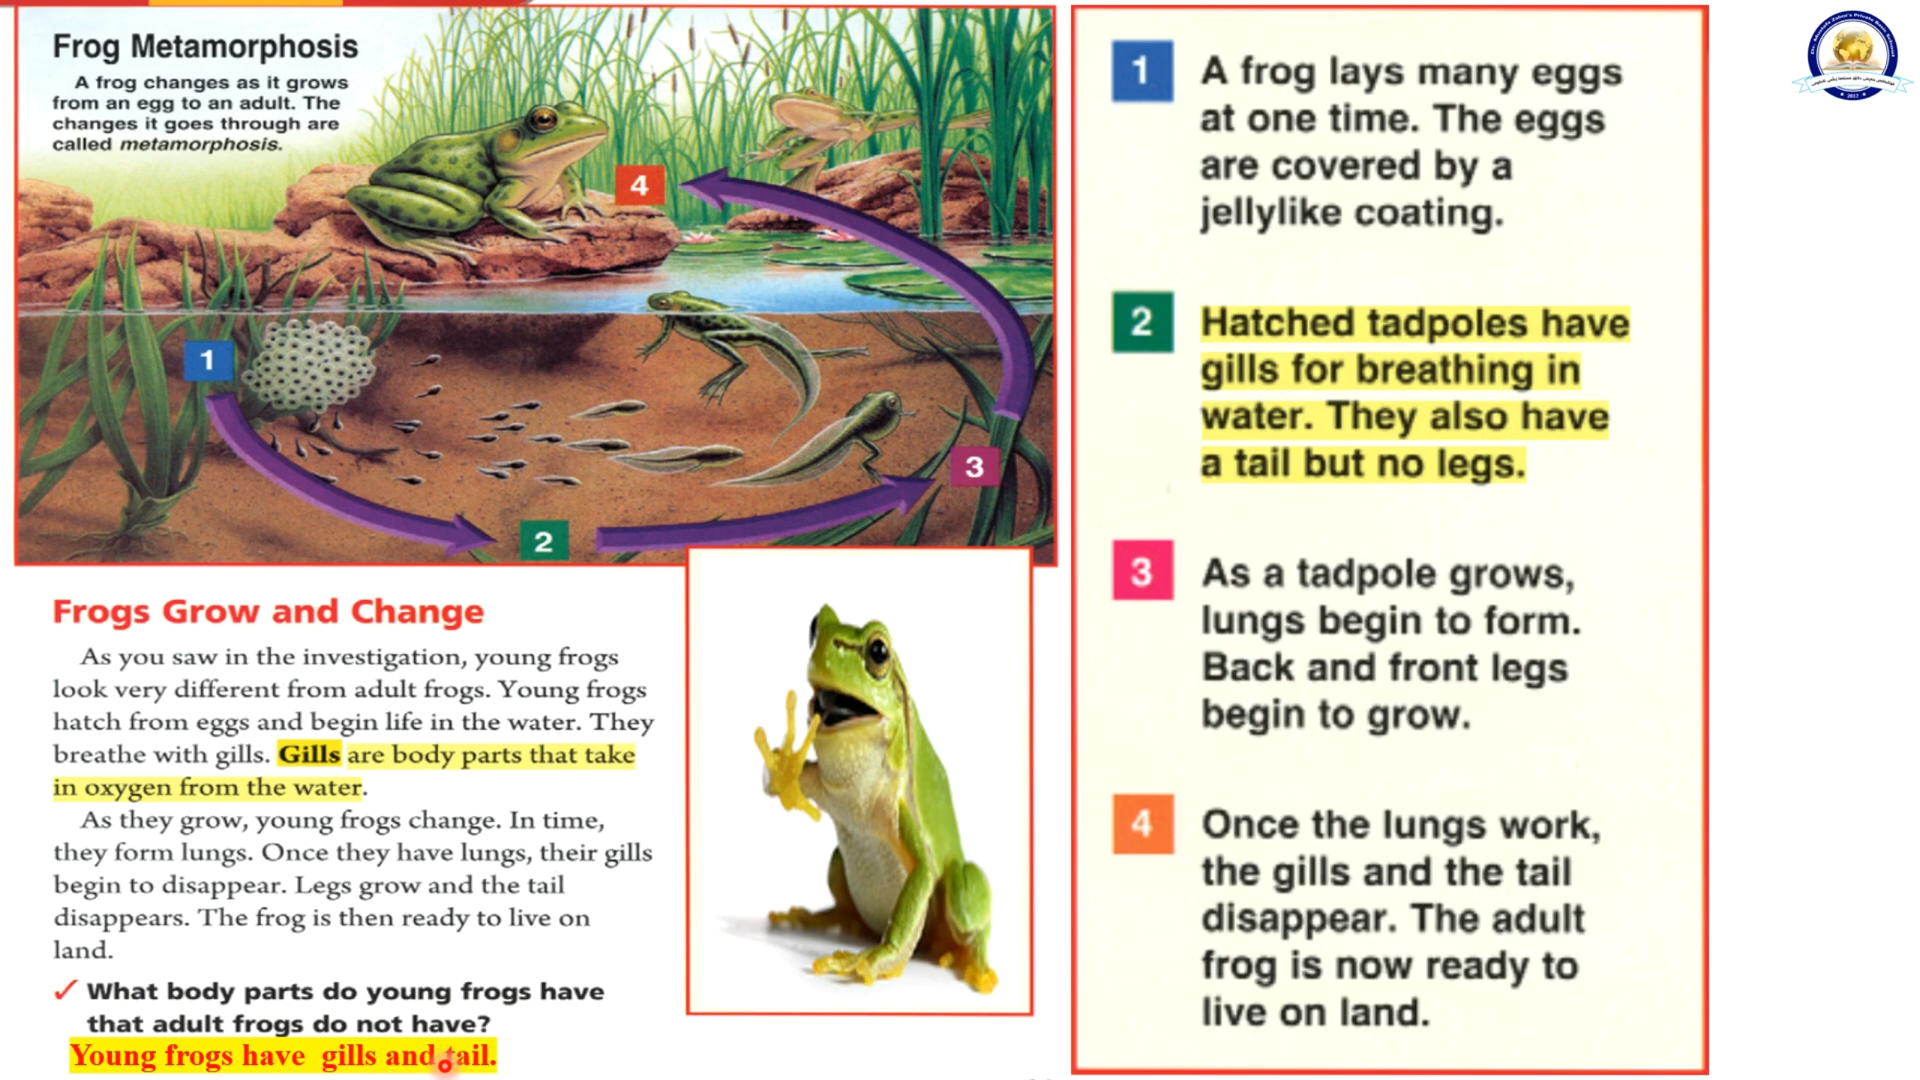 Frog Metamorphosis
A frog changes as it grows
from an egg to an adult. The
changes it goes through are
called metamorphosis.
4
1
3
2
Frogs Grow and Change
As you saw in the investigation, young frogs
look very different from adult frogs. Young frogs
hatch from eggs and begin life in the water. They
breathe with gills. Gills are body parts that take
in oxygen from the water.
As they grow, young frogs change. In time,
they form lungs. Once they have lungs, their gills
begin to disappear. Legs grow and the tail
disappears. The frog is then ready to live on
land.
✓ What body parts do young frogs have
that adult frogs do not have?
Young frogs have gills and tail.
1 A frog lays many eggs
at one time. The eggs
are covered by a
jellylike coating.
2 Hatched tadpoles have
gills for breathing in
water. They also have
a tail but no legs.
3 As a tadpole grows,
lungs begin to form.
Back and front legs
begin to grow.
4 Once the lungs work,
the gills and the tail
disappear. The adult
frog is now ready to
live on land.